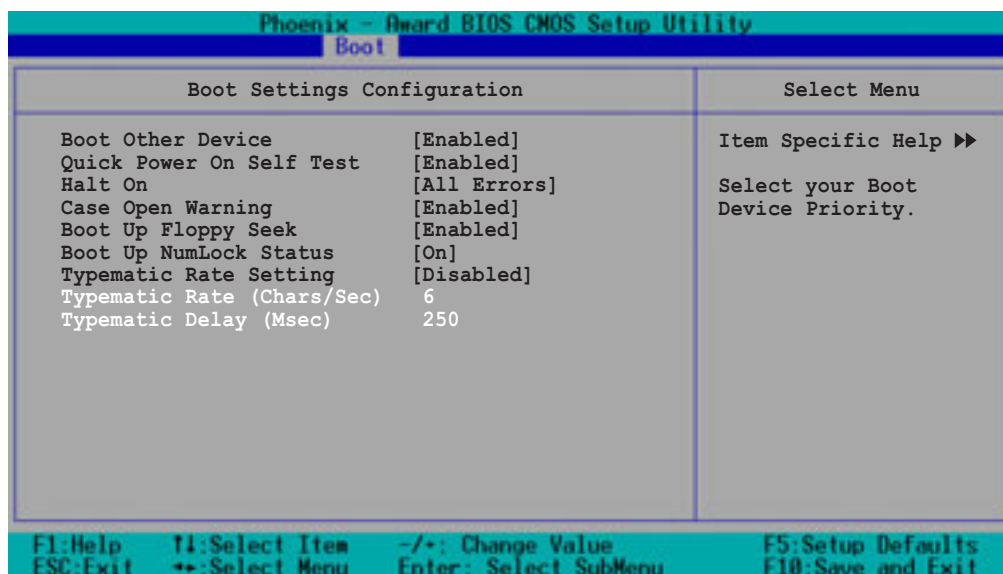 Phoenix - Award BIOS CMOS Setup Utility
Boot
Boot Settings Configuration
Select Menu
Boot Other Device [Enabled]
Quick Power On Self Test [Enabled]
Halt On [All Errors]
Case Open Warning [Enabled]
Boot Up Floppy Seek [Enabled]
Boot Up NumLock Status [On]
Typematic Rate Setting [Disabled]
Typematic Rate (Chars/Sec) 6
Typematic Delay (Msec) 250
Item Specific Help ▶▶
Select your Boot
Device Priority.
F1:Help ↑↓:Select Item -/+: Change Value F5:Setup Defaults
ESC:Exit ←→:Select Menu Enter: Select SubMenu F10:Save and Exit